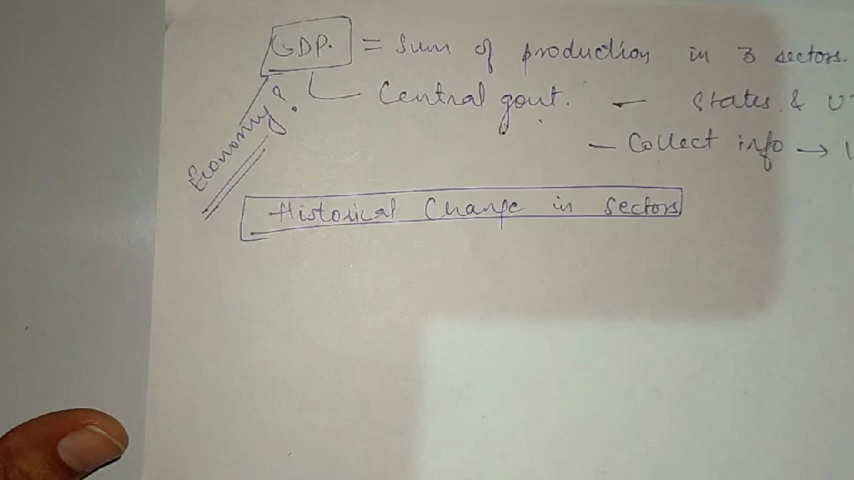 GDP. = Sum of production in 3 sectors.
Central govt. - States & U
- Collect info →
Economy?
Historical Change in Sectors